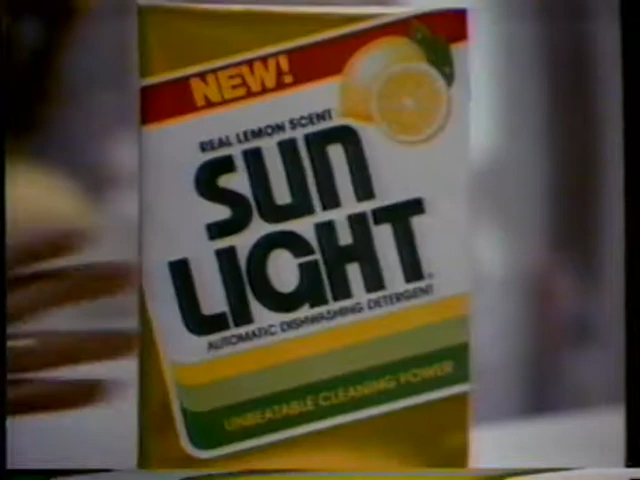 NEW!
REAL LEMON SCENT
SUN
LIGHT
AUTOMATIC DISHWASHING DETERGENT
UNBEATABLE CLEANING POWER